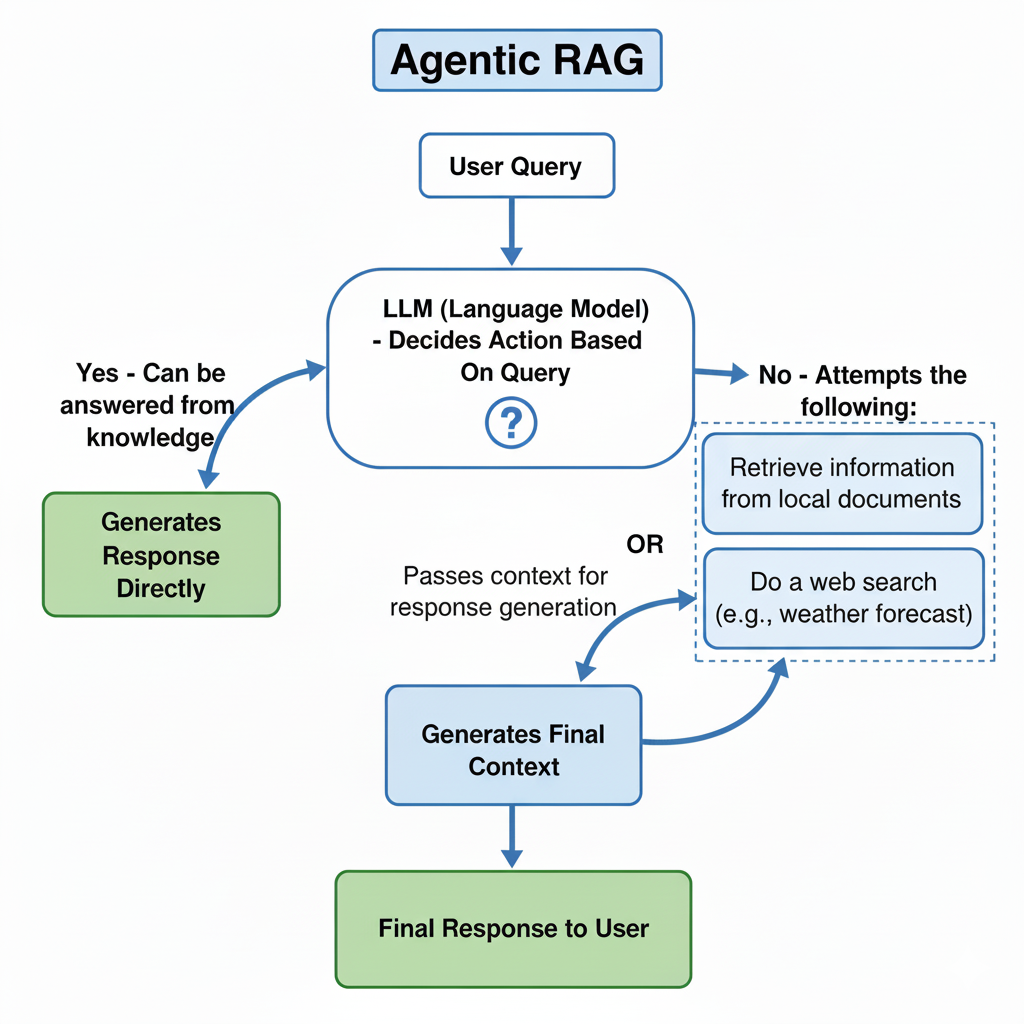 Agentic RAG
User Query
LLM (Language Model)
- Decides Action Based
On Query
?
Yes - Can be
answered from
knowledge
No - Attempts the
following:
Generates
Response
Directly
Retrieve information
from local documents
OR
Do a web search
(e.g., weather forecast)
Passes context for
response generation
Generates Final
Context
Final Response to User